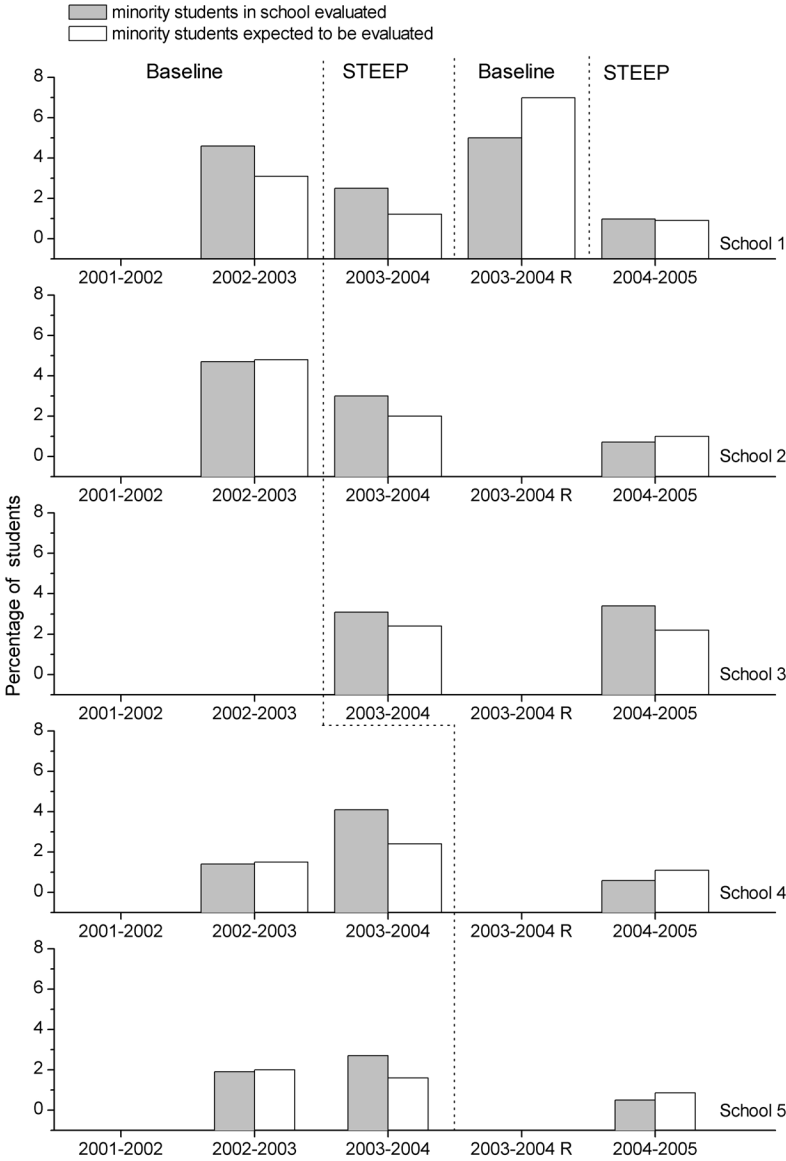 minority students in school evaluated
minority students expected to be evaluated
Baseline STEEP Baseline STEEP
8
6
4
2
0
School 1
2001-2002 2002-2003 2003-2004 2003-2004 R 2004-2005
8
6
4
2
0
School 2
2001-2002 2002-2003 2003-2004 2003-2004 R 2004-2005
Percentage of students
8
6
4
2
0
School 3
2001-2002 2002-2003 2003-2004 2003-2004 R 2004-2005
8
6
4
2
0
School 4
2001-2002 2002-2003 2003-2004 2003-2004 R 2004-2005
8
6
4
2
0
School 5
2001-2002 2002-2003 2003-2004 2003-2004 R 2004-2005